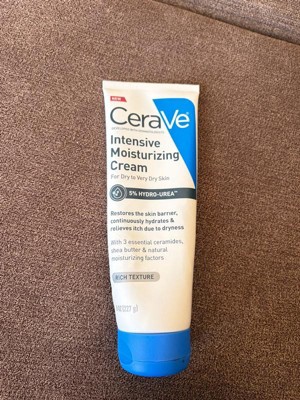 NEW
CeraVe
DEVELOPED WITH DERMATOLOGISTS
Intensive
Moisturizing
Cream
For Dry to Very Dry Skin
5% HYDRO-UREA™
Restores the skin barrier,
continuously hydrates &
relieves itch due to dryness
With 3 essential ceramides,
shea butter & natural
moisturizing factors
RICH TEXTURE
(227 g)